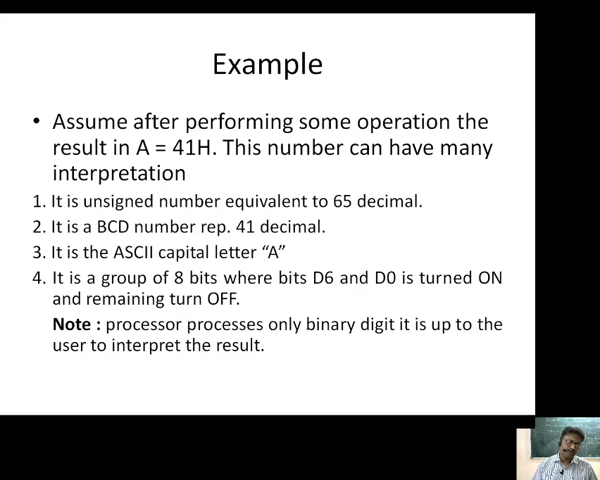 Example
• Assume after performing some operation the
result in A = 41H. This number can have many
interpretation
1. It is unsigned number equivalent to 65 decimal.
2. It is a BCD number rep. 41 decimal.
3. It is the ASCII capital letter “A”
4. It is a group of 8 bits where bits D6 and D0 is turned ON
and remaining turn OFF.
Note : processor processes only binary digit it is up to the
user to interpret the result.